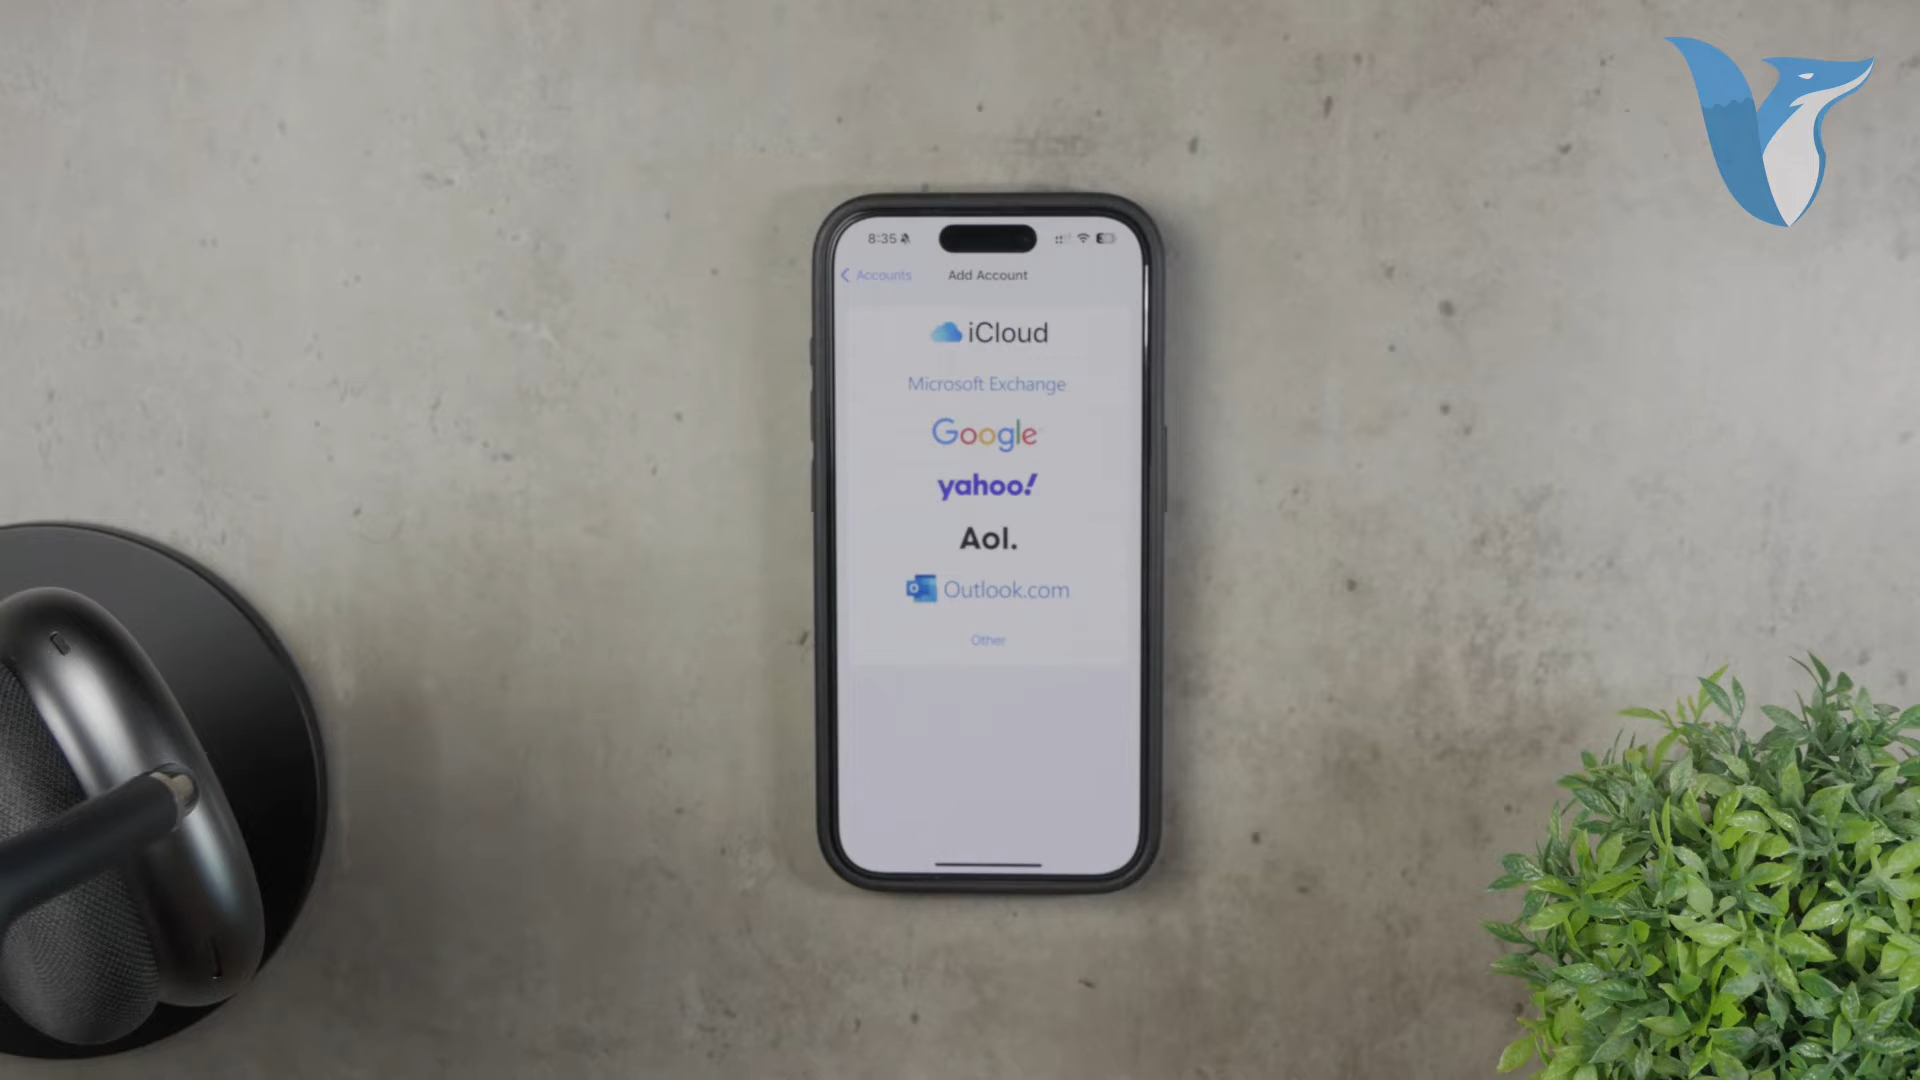 8:35
Accounts
Add Account
iCloud
Microsoft Exchange
Google
yahoo!
Aol.
Outlook.com
Other